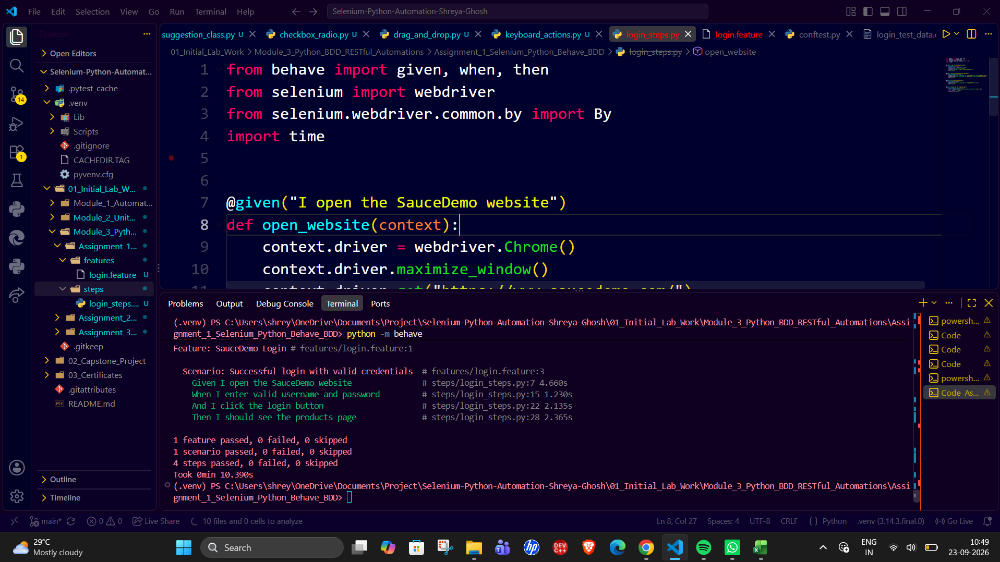 File Edit Selection View Go Run Terminal Help
Selenium-Python-Automation-Shreya-Ghosh
Explorer
Open Editors
Selenium-Python-Automat...
.pytest_cache
.venv
Lib
Scripts
.gitignore
CACHEDIR.TAG
pyvenv.cfg
01_Initial_Lab_W...
Module_1_Automat...
Module_2_Unit...
Module_3_Pyth...
Assignment_1...
features
login.feature U
steps
login_steps.... U
Assignment_2...
Assignment_3...
.gitkeep
02_Capstone_Project
03_Certificates
.gitattributes
README.md
Outline
Timeline
14
1
suggestion_class.py U checkbox_radio.py U drag_and_drop.py U keyboard_actions.py U login_steps.py login.feature conftest.py login_test_data.c
01_Initial_Lab_Work > Module_3_Python_BDD_RESTful_Automations > Assignment_1_Selenium_Python_Behave_BDD > login_steps.py > open_website
1 from behave import given, when, then
2 from selenium import webdriver
3 from selenium.webdriver.common.by import By
4 import time
5
6
7 @given("I open the SauceDemo website")
8 def open_website(context):
9 context.driver = webdriver.Chrome()
10 context.driver.maximize_window()
11 context.driver.get("https://www.saucedemo.com/")
Problems Output Debug Console Terminal Ports
(.venv) PS C:\Users\shrey\OneDrive\Documents\Project\Selenium-Python-Automation-Shreya-Ghosh\01_Initial_Lab_Work\Module_3_Python_BDD_RESTful_Automations\Assi
gnment_1_Selenium_Python_Behave_BDD> python -m behave
Feature: SauceDemo Login # features/login.feature:1
Scenario: Successful login with valid credentials # features/login.feature:3
Given I open the SauceDemo website # steps/login_steps.py:7 4.660s
When I enter valid username and password # steps/login_steps.py:15 1.230s
And I click the login button # steps/login_steps.py:22 2.135s
Then I should see the products page # steps/login_steps.py:28 2.365s
1 feature passed, 0 failed, 0 skipped
1 scenario passed, 0 failed, 0 skipped
4 steps passed, 0 failed, 0 skipped
Took 0min 10.390s
(.venv) PS C:\Users\shrey\OneDrive\Documents\Project\Selenium-Python-Automation-Shreya-Ghosh\01_Initial_Lab_Work\Module_3_Python_BDD_RESTful_Automations\Assi
gnment_1_Selenium_Python_Behave_BDD>
powersh...
Code
Code
Code
powersh...
Code As...
main* 0 0 Live Share 10 files and 0 cells to analyze Ln 8, Col 27 Spaces: 4 UTF-8 CRLF { } Python .venv (3.14.3.final.0) Go Live
29°C
Mostly cloudy
Search
DEV C++
ENG
IN
10:49
23-09-2026